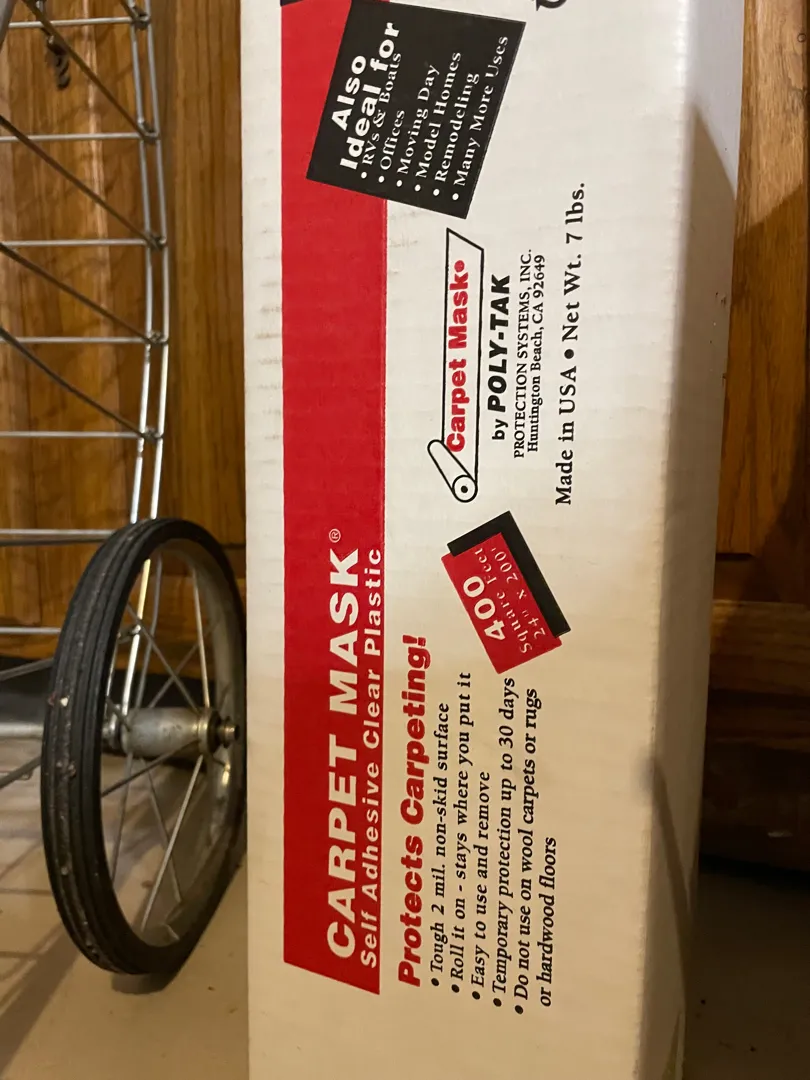 CARPET MASK®
Self Adhesive Clear Plastic
Protects Carpeting!
• Tough 2 mil. non-skid surface
• Roll it on - stays where you put it
• Easy to use and remove
• Temporary protection up to 30 days
• Do not use on wool carpets or rugs
or hardwood floors
400
Square Feet
24" x 200'
Carpet Mask®
by POLY-TAK
PROTECTION SYSTEMS, INC.
Huntington Beach, CA 92649
Made in USA • Net Wt. 7 lbs.
Also
Ideal for
• RVs & Boats
• Offices
• Moving Day
• Model Homes
• Remodeling
• Many More Uses